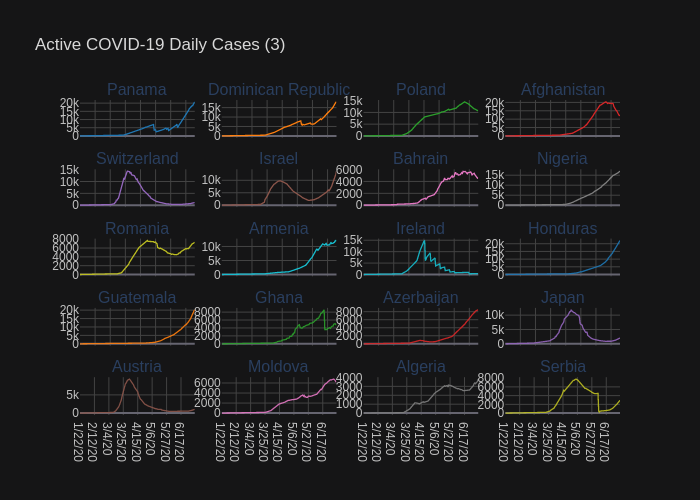 Active COVID-19 Daily Cases (3)
Panama Dominican Republic Poland Afghanistan
20k 15k 10k 5k 0
15k 10k 5k 0
15k 10k 5k 0
20k 15k 10k 5k 0
Switzerland Israel Bahrain Nigeria
15k 10k 5k 0
10k 5k 0
6000 4000 2000 0
15k 10k 5k 0
Romania Armenia Ireland Honduras
8000 6000 4000 2000 0
10k 5k 0
15k 10k 5k 0
20k 15k 10k 5k 0
Guatemala Ghana Azerbaijan Japan
20k 15k 10k 5k 0
8000 6000 4000 2000 0
8000 6000 4000 2000 0
10k 5k 0
Austria Moldova Algeria Serbia
5k 0
6000 4000 2000 0
4000 3000 2000 1000 0
8000 6000 4000 2000 0
1/22/20 2/12/20 3/4/20 3/25/20 4/15/20 5/6/20 5/27/20 6/17/20
1/22/20 2/12/20 3/4/20 3/25/20 4/15/20 5/6/20 5/27/20 6/17/20
1/22/20 2/12/20 3/4/20 3/25/20 4/15/20 5/6/20 5/27/20 6/17/20
1/22/20 2/12/20 3/4/20 3/25/20 4/15/20 5/6/20 5/27/20 6/17/20